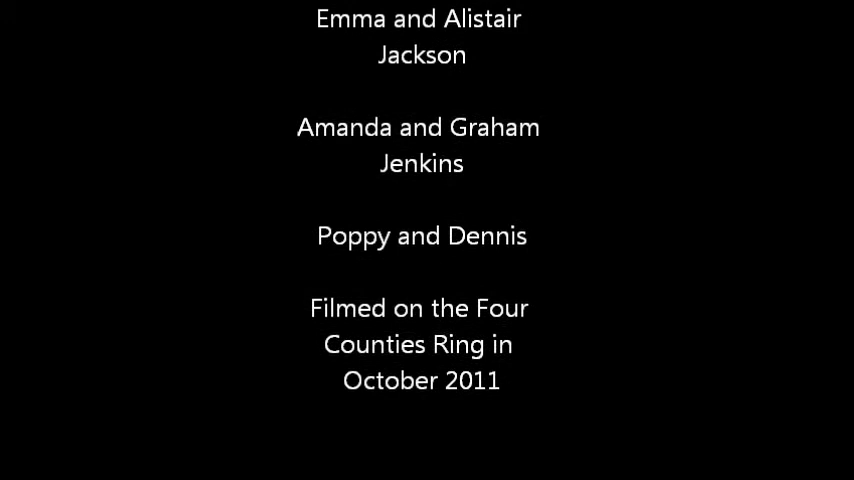 Emma and Alistair
Jackson
Amanda and Graham
Jenkins
Poppy and Dennis
Filmed on the Four
Counties Ring in
October 2011